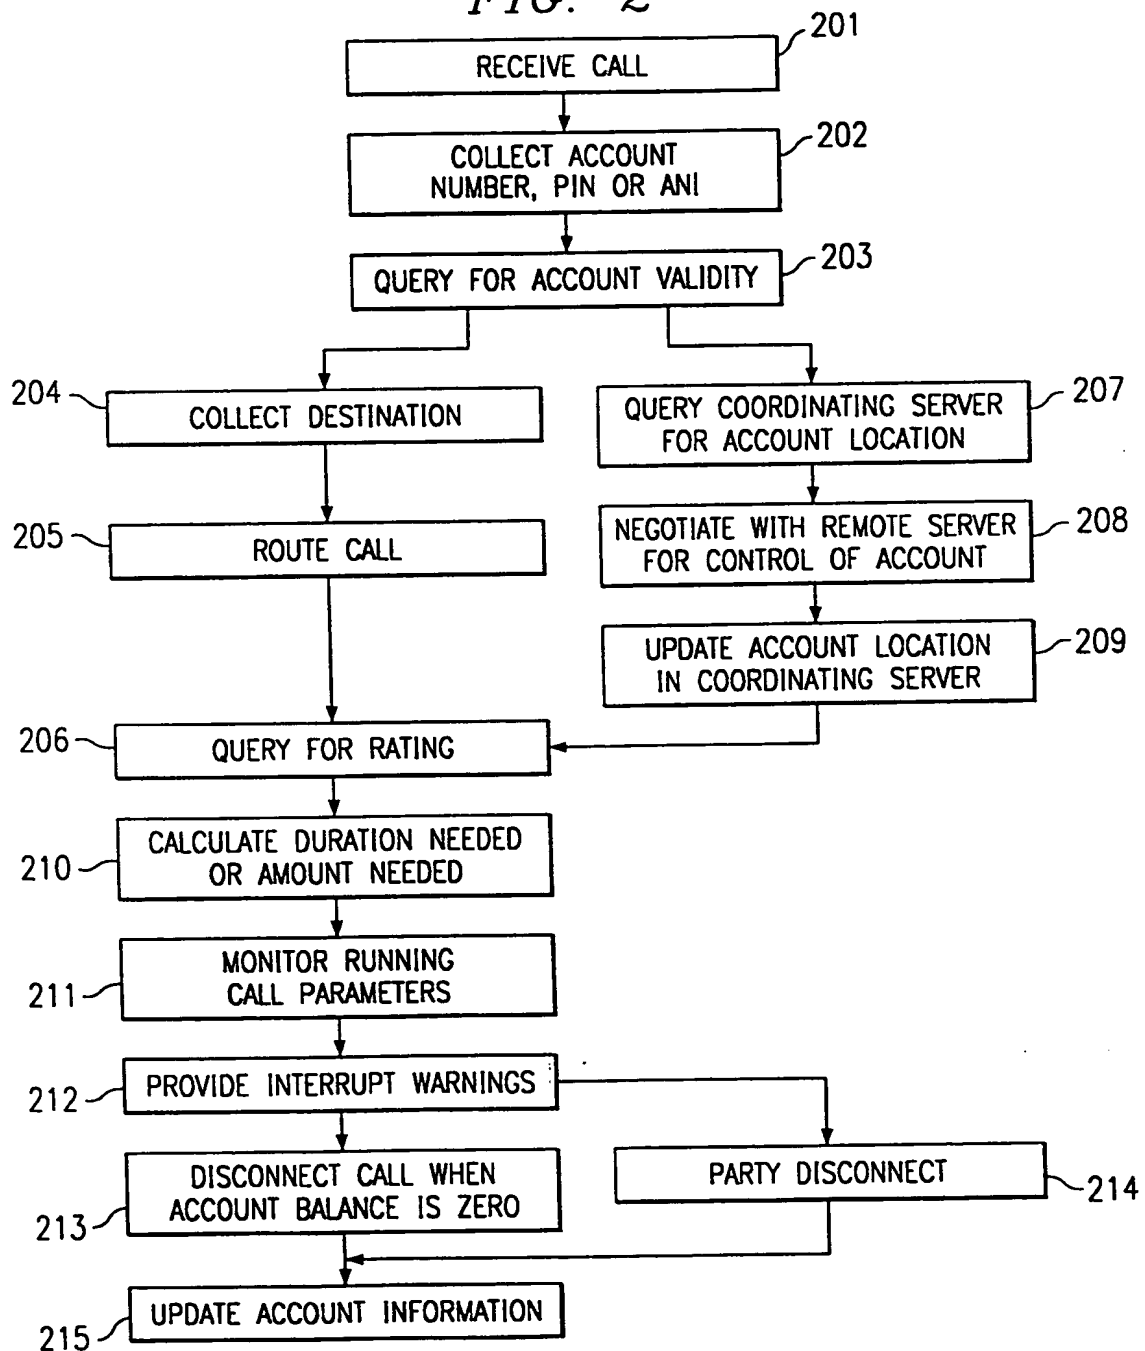 FIG. 2
201
RECEIVE CALL
202
COLLECT ACCOUNT
NUMBER, PIN OR ANI
203
QUERY FOR ACCOUNT VALIDITY
204
COLLECT DESTINATION
207
QUERY COORDINATING SERVER
FOR ACCOUNT LOCATION
205
ROUTE CALL
208
NEGOTIATE WITH REMOTE SERVER
FOR CONTROL OF ACCOUNT
209
UPDATE ACCOUNT LOCATION
IN COORDINATING SERVER
206
QUERY FOR RATING
210
CALCULATE DURATION NEEDED
OR AMOUNT NEEDED
211
MONITOR RUNNING
CALL PARAMETERS
212
PROVIDE INTERRUPT WARNINGS
213
DISCONNECT CALL WHEN
ACCOUNT BALANCE IS ZERO
PARTY DISCONNECT
214
215
UPDATE ACCOUNT INFORMATION